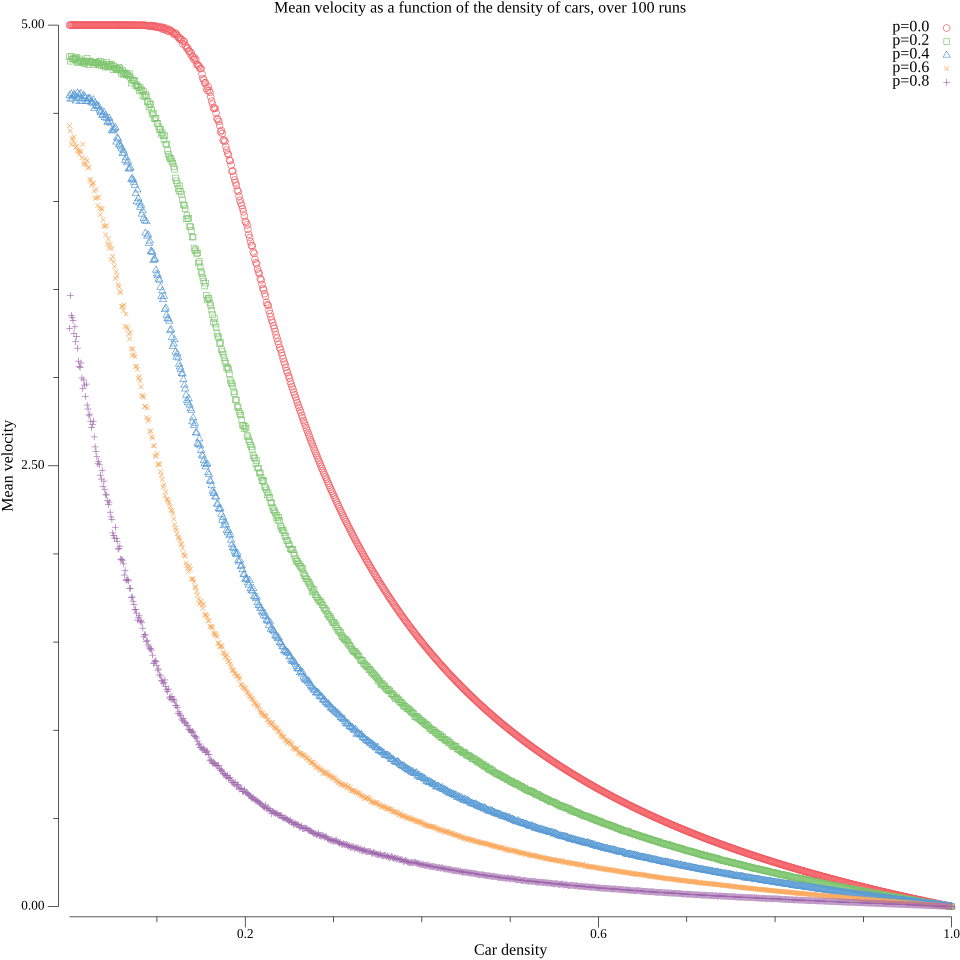 Mean velocity as a function of the density of cars, over 100 runs
5.00
p=0.0
p=0.2
p=0.4
p=0.6
p=0.8
Mean velocity
2.50
0.00
0.2
0.6
1.0
Car density